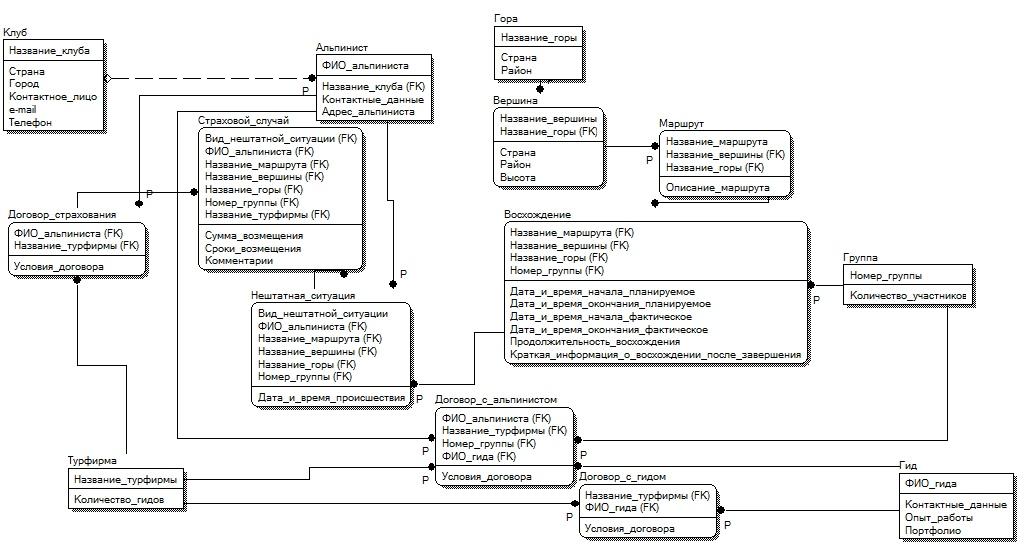 Клуб
Название_клуба
Страна
Город
Контактное_лицо
e-mail
Телефон
Альпинист
ФИО_альпиниста
Название_клуба (FK)
Контактные_данные
Адрес_альпиниста
P
Гора
Название_горы
Страна
Район
Вершина
Название_вершины
Название_горы (FK)
Страна
Район
Высота
P
Маршрут
Название_маршрута
Название_вершины (FK)
Название_горы (FK)
Описание_маршрута
Страховой_случай
Вид_нештатной_ситуации (FK)
ФИО_альпиниста (FK)
Название_маршрута (FK)
Название_вершины (FK)
Название_горы (FK)
Номер_группы (FK)
Название_турфирмы (FK)
Сумма_возмещения
Сроки_возмещения
Комментарии
P
Договор_страхования
ФИО_альпиниста (FK)
Название_турфирмы (FK)
Условия_договора
Восхождение
Название_маршрута (FK)
Название_вершины (FK)
Название_горы (FK)
Номер_группы (FK)
Дата_и_время_начала_планируемое
Дата_и_время_окончания_планируемое
Дата_и_время_начала_фактическое
Дата_и_время_окончания_фактическое
Продолжительность_восхождения
Краткая_информация_о_восхождении_после_завершения
P
Группа
Номер_группы
Количество_участников
P
Нештатная_ситуация
Вид_нештатной_ситуации
ФИО_альпиниста (FK)
Название_маршрута (FK)
Название_вершины (FK)
Название_горы (FK)
Номер_группы (FK)
Дата_и_время_происшествия
P
Договор_с_альпинистом
ФИО_альпиниста (FK)
Название_турфирмы (FK)
Номер_группы (FK)
ФИО_гида (FK)
Условия_договора
P
P
P
Турфирма
Название_турфирмы
Количество_гидов
Договор_с_гидом
Название_турфирмы (FK)
ФИО_гида (FK)
Условия_договора
P
P
Гид
ФИО_гида
Контактные_данные
Опыт_работы
Портфолио